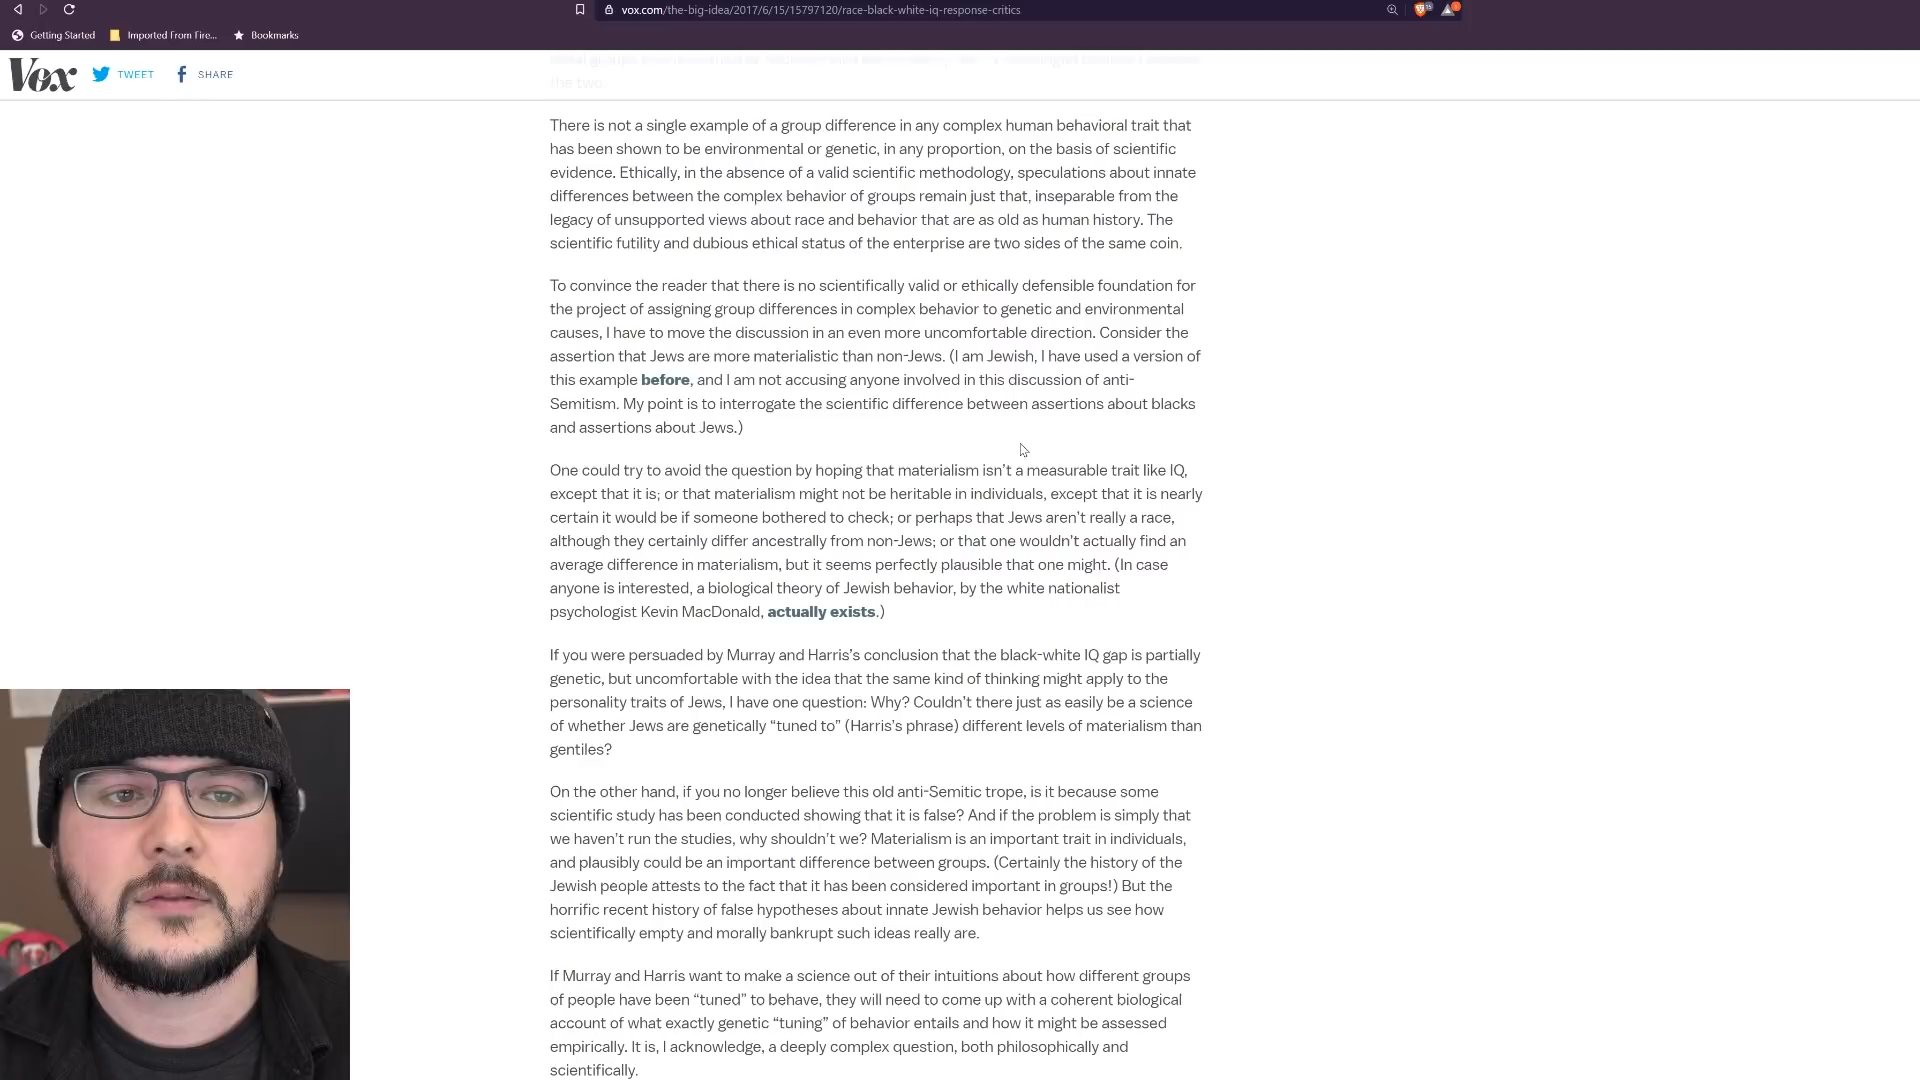 vox.com/the-big-idea/2017/6/15/15797120/race-black-white-iq-response-critics
Getting Started
Imported From Fire...
Bookmarks
Vox
TWEET
SHARE
the two.
There is not a single example of a group difference in any complex human behavioral trait that
has been shown to be environmental or genetic, in any proportion, on the basis of scientific
evidence. Ethically, in the absence of a valid scientific methodology, speculations about innate
differences between the complex behavior of groups remain just that, inseparable from the
legacy of unsupported views about race and behavior that are as old as human history. The
scientific futility and dubious ethical status of the enterprise are two sides of the same coin.
To convince the reader that there is no scientifically valid or ethically defensible foundation for
the project of assigning group differences in complex behavior to genetic and environmental
causes, I have to move the discussion in an even more uncomfortable direction. Consider the
assertion that Jews are more materialistic than non-Jews. (I am Jewish, I have used a version of
this example before, and I am not accusing anyone involved in this discussion of anti-
Semitism. My point is to interrogate the scientific difference between assertions about blacks
and assertions about Jews.)
One could try to avoid the question by hoping that materialism isn't a measurable trait like IQ,
except that it is; or that materialism might not be heritable in individuals, except that it is nearly
certain it would be if someone bothered to check; or perhaps that Jews aren't really a race,
although they certainly differ ancestrally from non-Jews; or that one wouldn't actually find an
average difference in materialism, but it seems perfectly plausible that one might. (In case
anyone is interested, a biological theory of Jewish behavior, by the white nationalist
psychologist Kevin MacDonald, actually exists.)
If you were persuaded by Murray and Harris's conclusion that the black-white IQ gap is partially
genetic, but uncomfortable with the idea that the same kind of thinking might apply to the
personality traits of Jews, I have one question: Why? Couldn't there just as easily be a science
of whether Jews are genetically "tuned to" (Harris's phrase) different levels of materialism than
gentiles?
On the other hand, if you no longer believe this old anti-Semitic trope, is it because some
scientific study has been conducted showing that it is false? And if the problem is simply that
we haven't run the studies, why shouldn't we? Materialism is an important trait in individuals,
and plausibly could be an important difference between groups. (Certainly the history of the
Jewish people attests to the fact that it has been considered important in groups!) But the
horrific recent history of false hypotheses about innate Jewish behavior helps us see how
scientifically empty and morally bankrupt such ideas really are.
If Murray and Harris want to make a science out of their intuitions about how different groups
of people have been "tuned" to behave, they will need to come up with a coherent biological
account of what exactly genetic "tuning" of behavior entails and how it might be assessed
empirically. It is, I acknowledge, a deeply complex question, both philosophically and
scientifically.